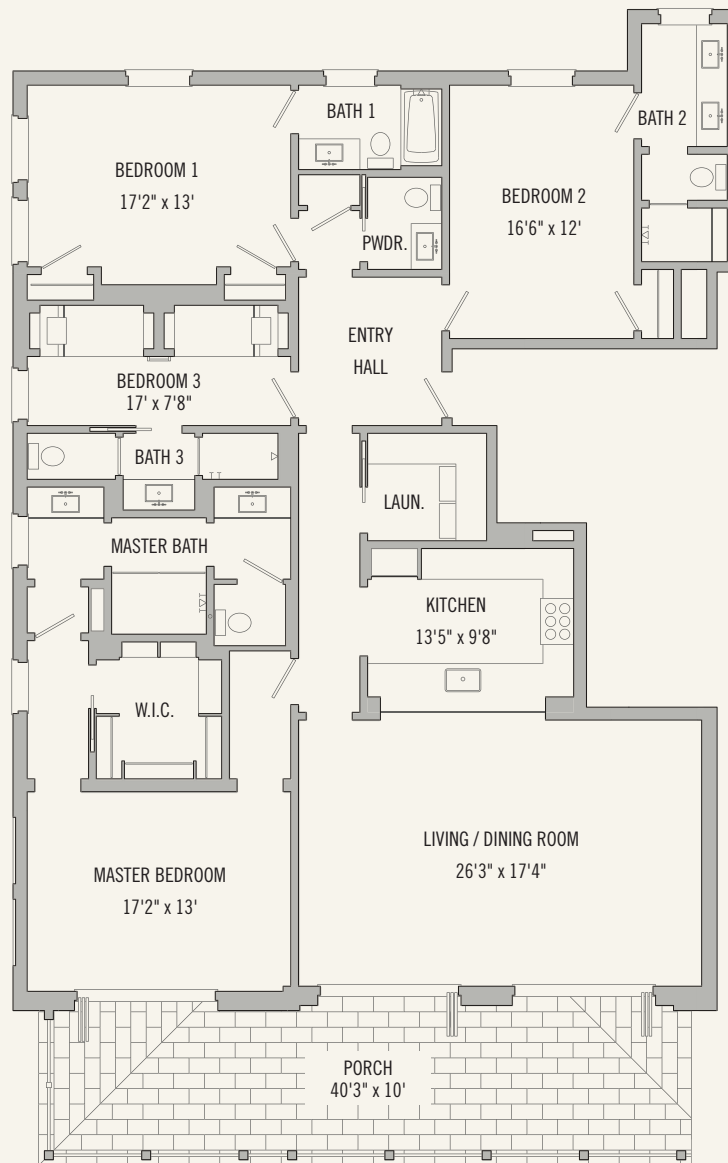 BATH 1
BATH 2
BEDROOM 1
17'2" x 13'
BEDROOM 2
16'6" x 12'
PWDR.
ENTRY
HALL
BEDROOM 3
17' x 7'8"
BATH 3
LAUN.
MASTER BATH
KITCHEN
13'5" x 9'8"
W.I.C.
LIVING / DINING ROOM
26'3" x 17'4"
MASTER BEDROOM
17'2" x 13'
PORCH
40'3" x 10'